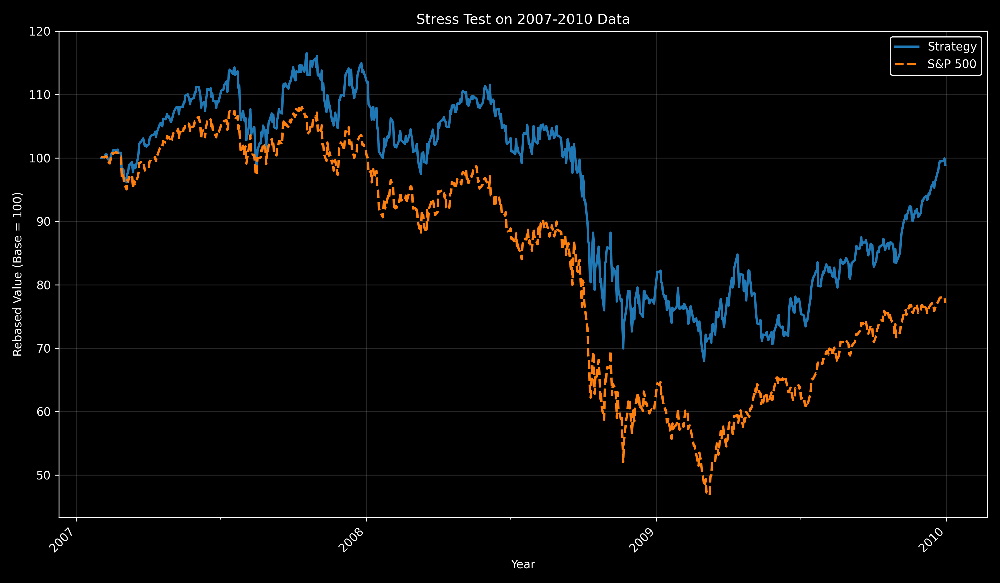 Stress Test on 2007-2010 Data
Strategy
S&P 500
120
110
100
90
80
70
60
50
Rebased Value (Base = 100)
2007
2008
2009
2010
Year